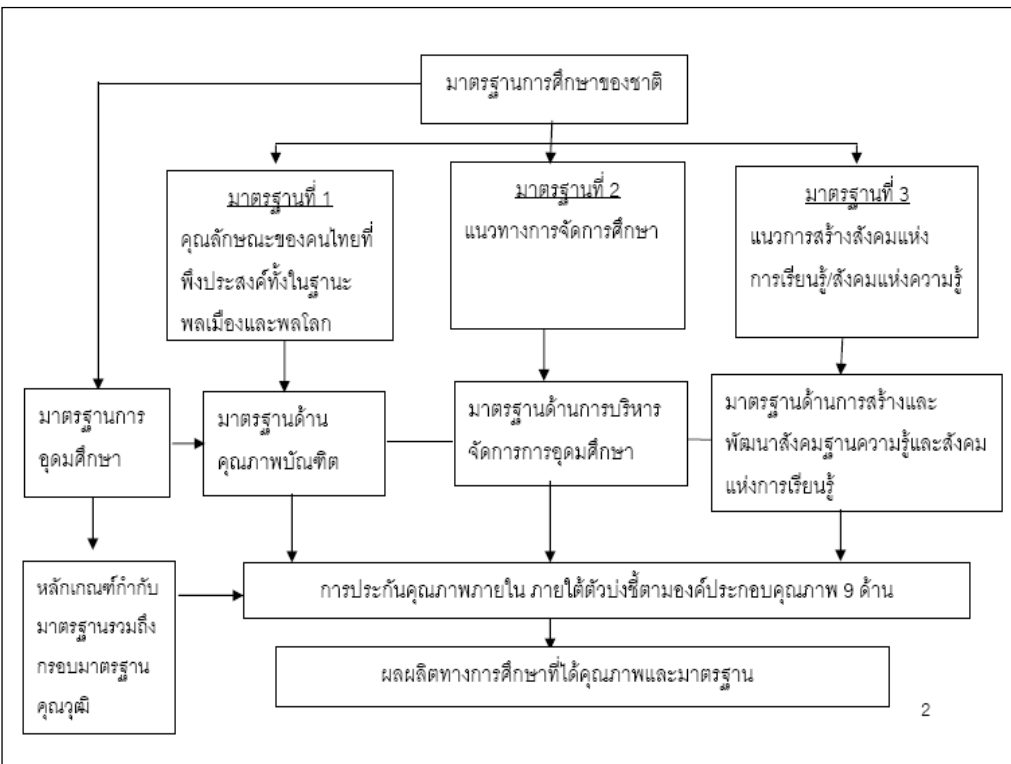 มาตรฐานการศึกษาของชาติ
มาตรฐานที่ 1
คุณลักษณะของคนไทยที่
พึงประสงค์ทั้งในฐานะ
พลเมืองและพลโลก
มาตรฐานที่ 2
แนวทางการจัดการศึกษา
มาตรฐานที่ 3
แนวการสร้างสังคมแห่ง
การเรียนรู้/สังคมแห่งความรู้
มาตรฐานการ
อุดมศึกษา
มาตรฐานด้าน
คุณภาพบัณฑิต
มาตรฐานด้านการบริหาร
จัดการการอุดมศึกษา
มาตรฐานด้านการสร้างและ
พัฒนาสังคมฐานความรู้และสังคม
แห่งการเรียนรู้
หลักเกณฑ์กำกับ
มาตรฐานรวมถึง
กรอบมาตรฐาน
คุณวุฒิ
การประกันคุณภาพภายใน ภายใต้ตัวบ่งชี้ตามองค์ประกอบคุณภาพ 9 ด้าน
ผลผลิตทางการศึกษาที่ได้คุณภาพและมาตรฐาน
2